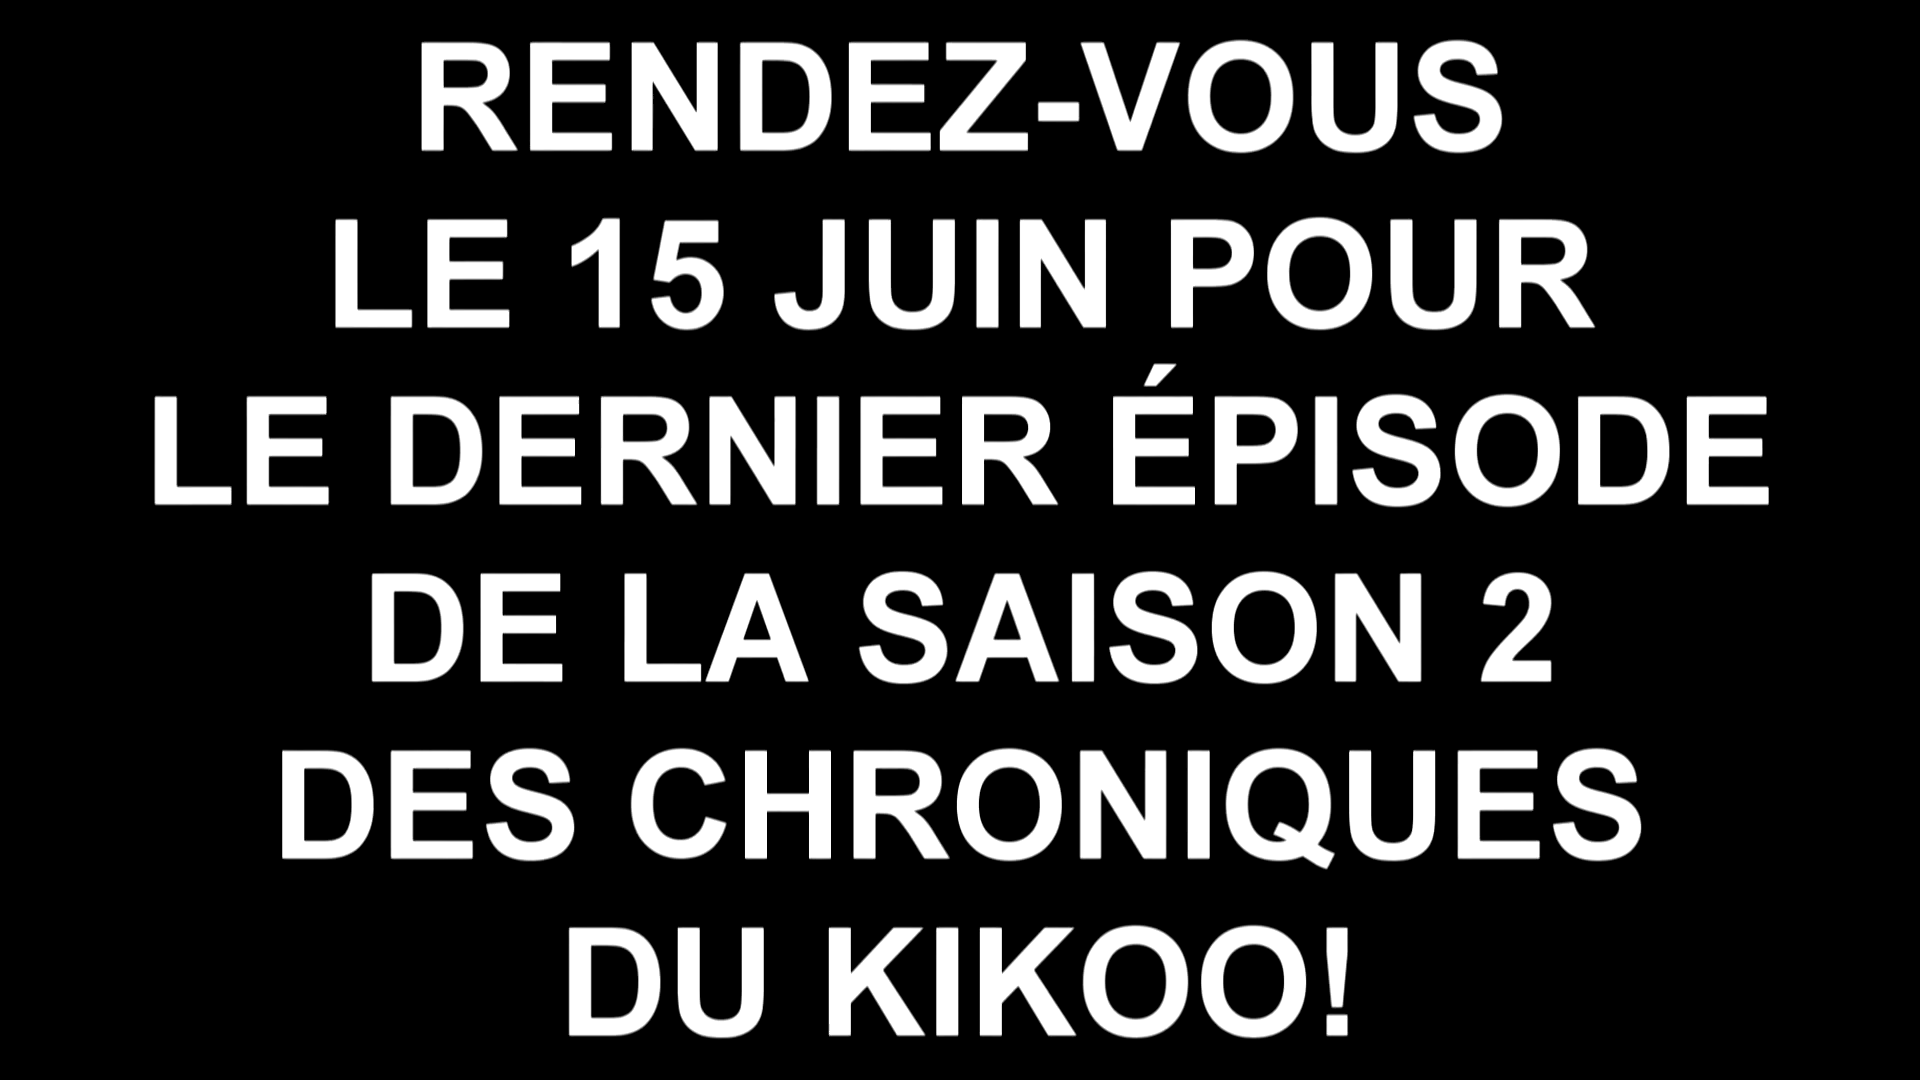 RENDEZ-VOUS
LE 15 JUIN POUR
LE DERNIER ÉPISODE
DE LA SAISON 2
DES CHRONIQUES
DU KIKOO!